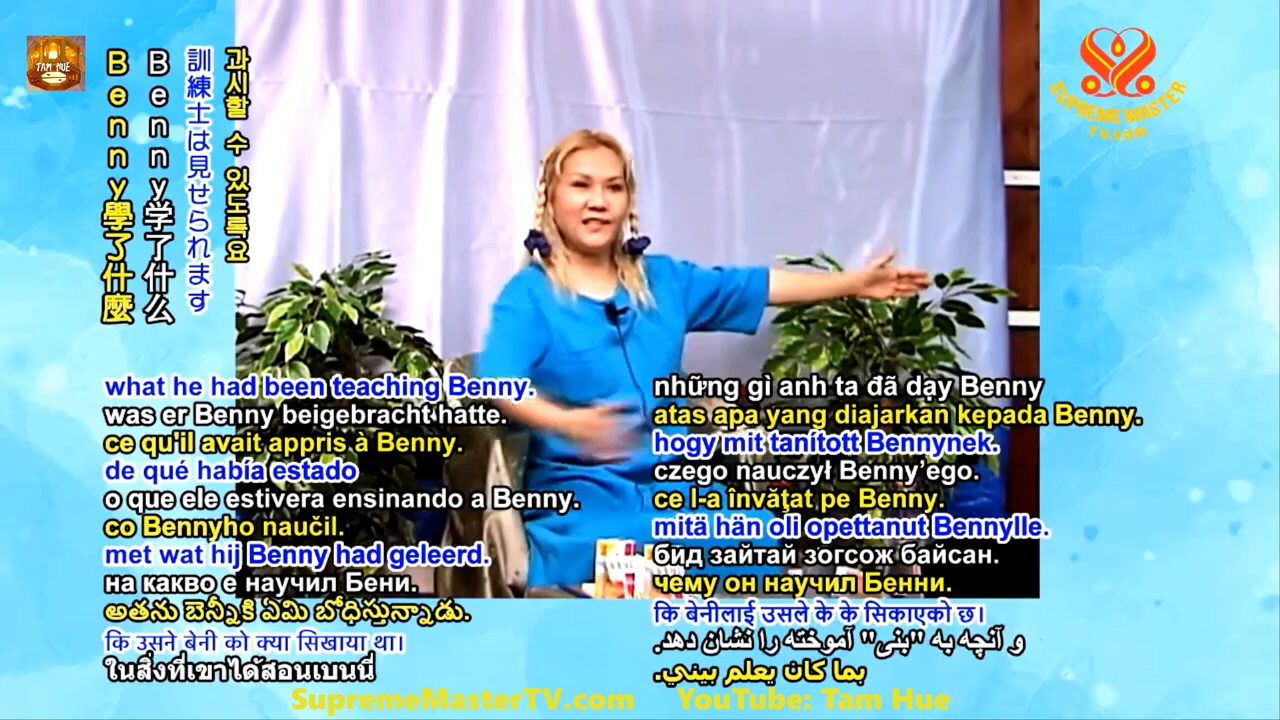 TAM HUE
Benny學了什麼
Benny学了什么
訓練士は見せられます
과시할 수 있도록요
SUPREME MASTER
TV.com
what he had been teaching Benny.
was er Benny beigebracht hatte.
ce qu'il avait appris à Benny.
de qué había estado
o que ele estivera ensinando a Benny.
co Bennyho naučil.
met wat hij Benny had geleerd.
на какво е научил Бени.
అతను బెన్నీకి ఏమి బోధిస్తున్నాడు.
कि उसने बेनी को क्या सिखाया था।
ในสิ่งที่เขาได้สอนเบนนี่
những gì anh ta đã dạy Benny
atas apa yang diajarkan kepada Benny.
hogy mit tanított Bennynek.
czego nauczył Benny’ego.
ce l-a învăţat pe Benny.
mitä hän oli opettanut Bennylle.
бид зайтай зогсож байсан.
чему он научил Бенни.
कि बेनीलाई उसले के के सिकाएको छ।
و آنچه به "بنی" آموخته را نشان دهد.
بما كان يعلم بيني.
SupremeMasterTV.com
YouTube: Tam Hue